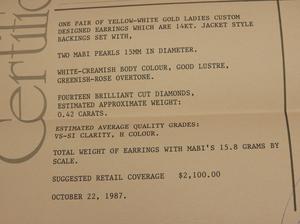 Certific
ONE PAIR OF YELLOW-WHITE GOLD LADIES CUSTOM
DESIGNED EARRINGS WHICH ARE 14KT. JACKET STYLE
BACKINGS SET WITH,
TWO MABI PEARLS 15MM IN DIAMETER.
WHITE-CREAMISH BODY COLOUR, GOOD LUSTRE,
GREENISH-ROSE OVERTONE.
FOURTEEN BRILLIANT CUT DIAMONDS,
ESTIMATED APPROXIMATE WEIGHT:
0.42 CARATS.
ESTIMATED AVERAGE QUALITY GRADES:
VS-SI CLARITY, H COLOUR.
TOTAL WEIGHT OF EARRINGS WITH MABI'S 15.8 GRAMS BY
SCALE.
SUGGESTED RETAIL COVERAGE $2,100.00
OCTOBER 22, 1987.